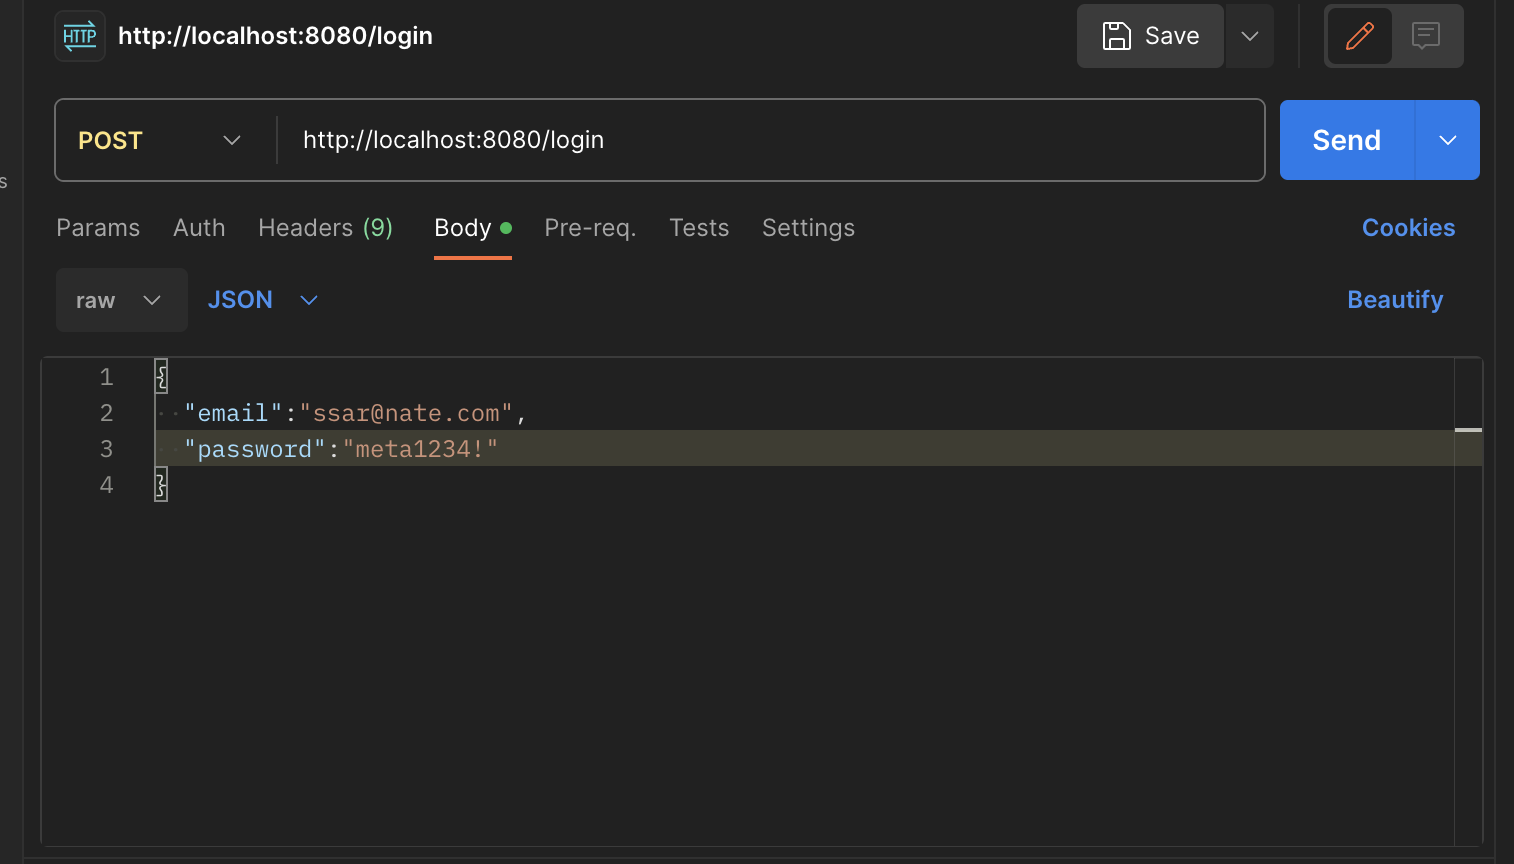 HTTP http://localhost:8080/login Save
POST http://localhost:8080/login Send
s
Params Auth Headers (9) Body Pre-req. Tests Settings Cookies
raw JSON Beautify
1 {
2 "email":"ssar@nate.com",
3 "password":"meta1234!"
4 }